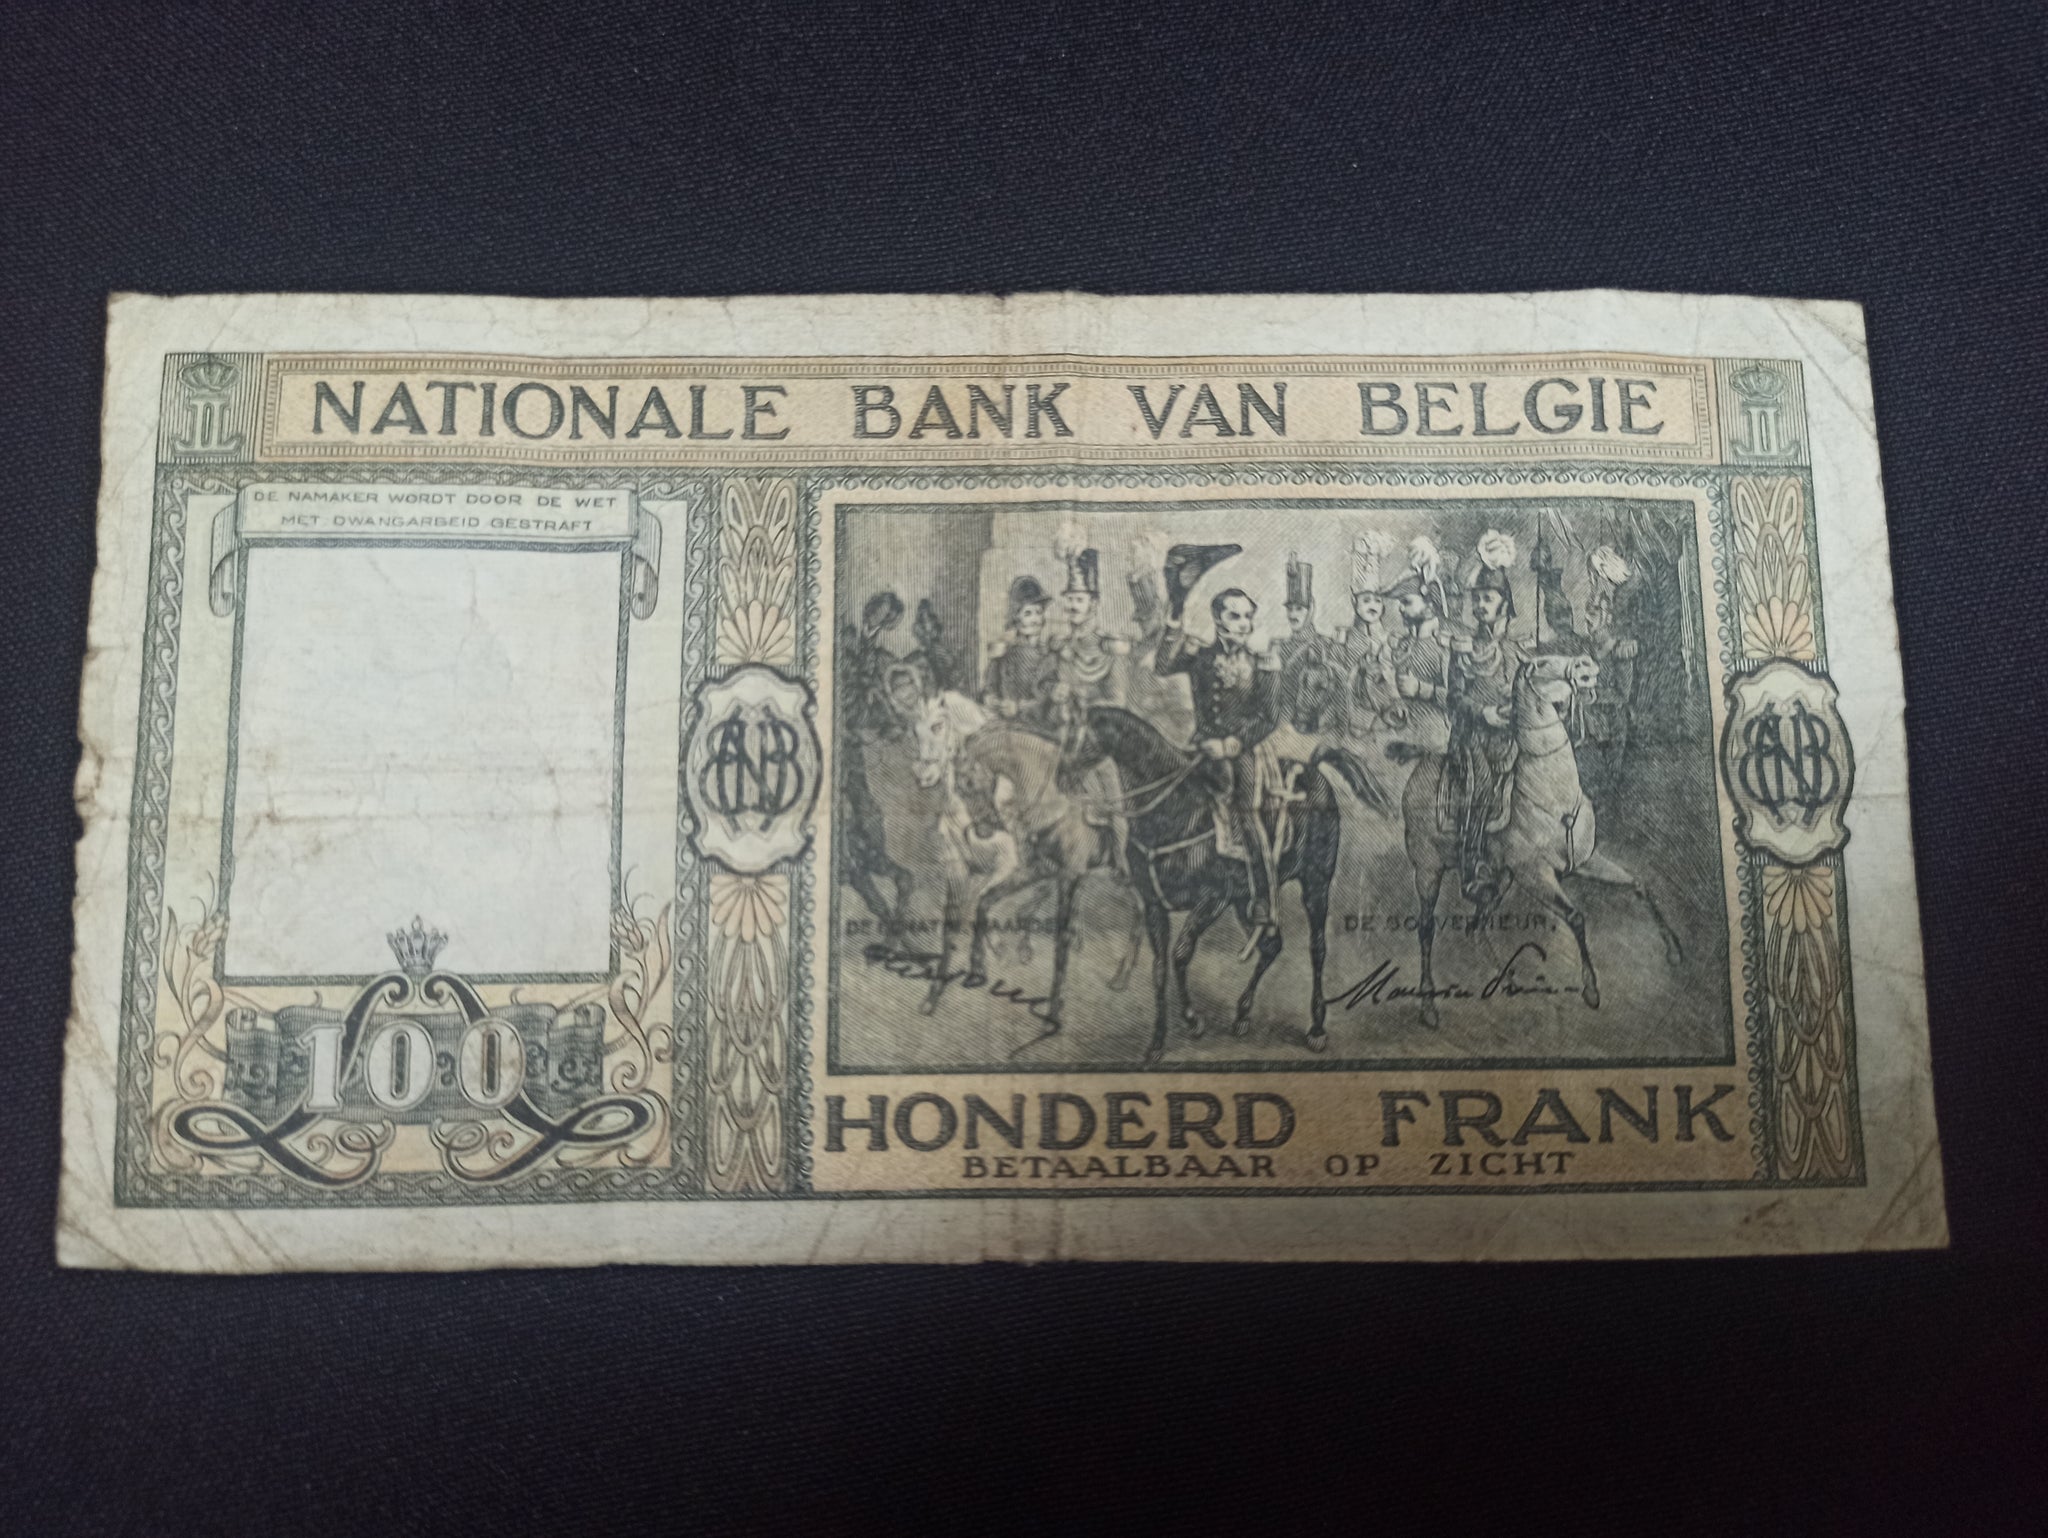 NATIONALE BANK VAN BELGIE
DE NAMAKER WORDT DOOR DE WET
MET DWANGARBEID GESTRAFT
DE SCHATBEWAARDER,
DE GOUVERNEUR,
100
HONDERD FRANK
BETAALBAAR OP ZICHT